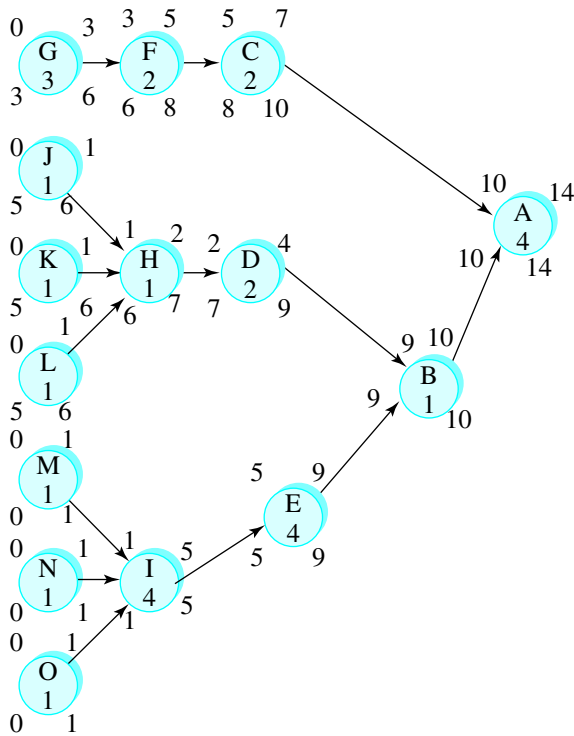 0 3 3 5 5 7
G F C
3 2 2
3 6 6 8 8 10
0 1
J
1
5 6
10 14
A
4
10 14
0 1 1 2 2 4
K H D
1 1 2
5 6 6 7 7 9
0 1
L
1
5 6
9 10
B
1
9 10
0 1
M
1
0 1
5 9
E
4
5 9
0 1 1 5
N I
1 4
0 1 1 5
0 1
O
1
0 1